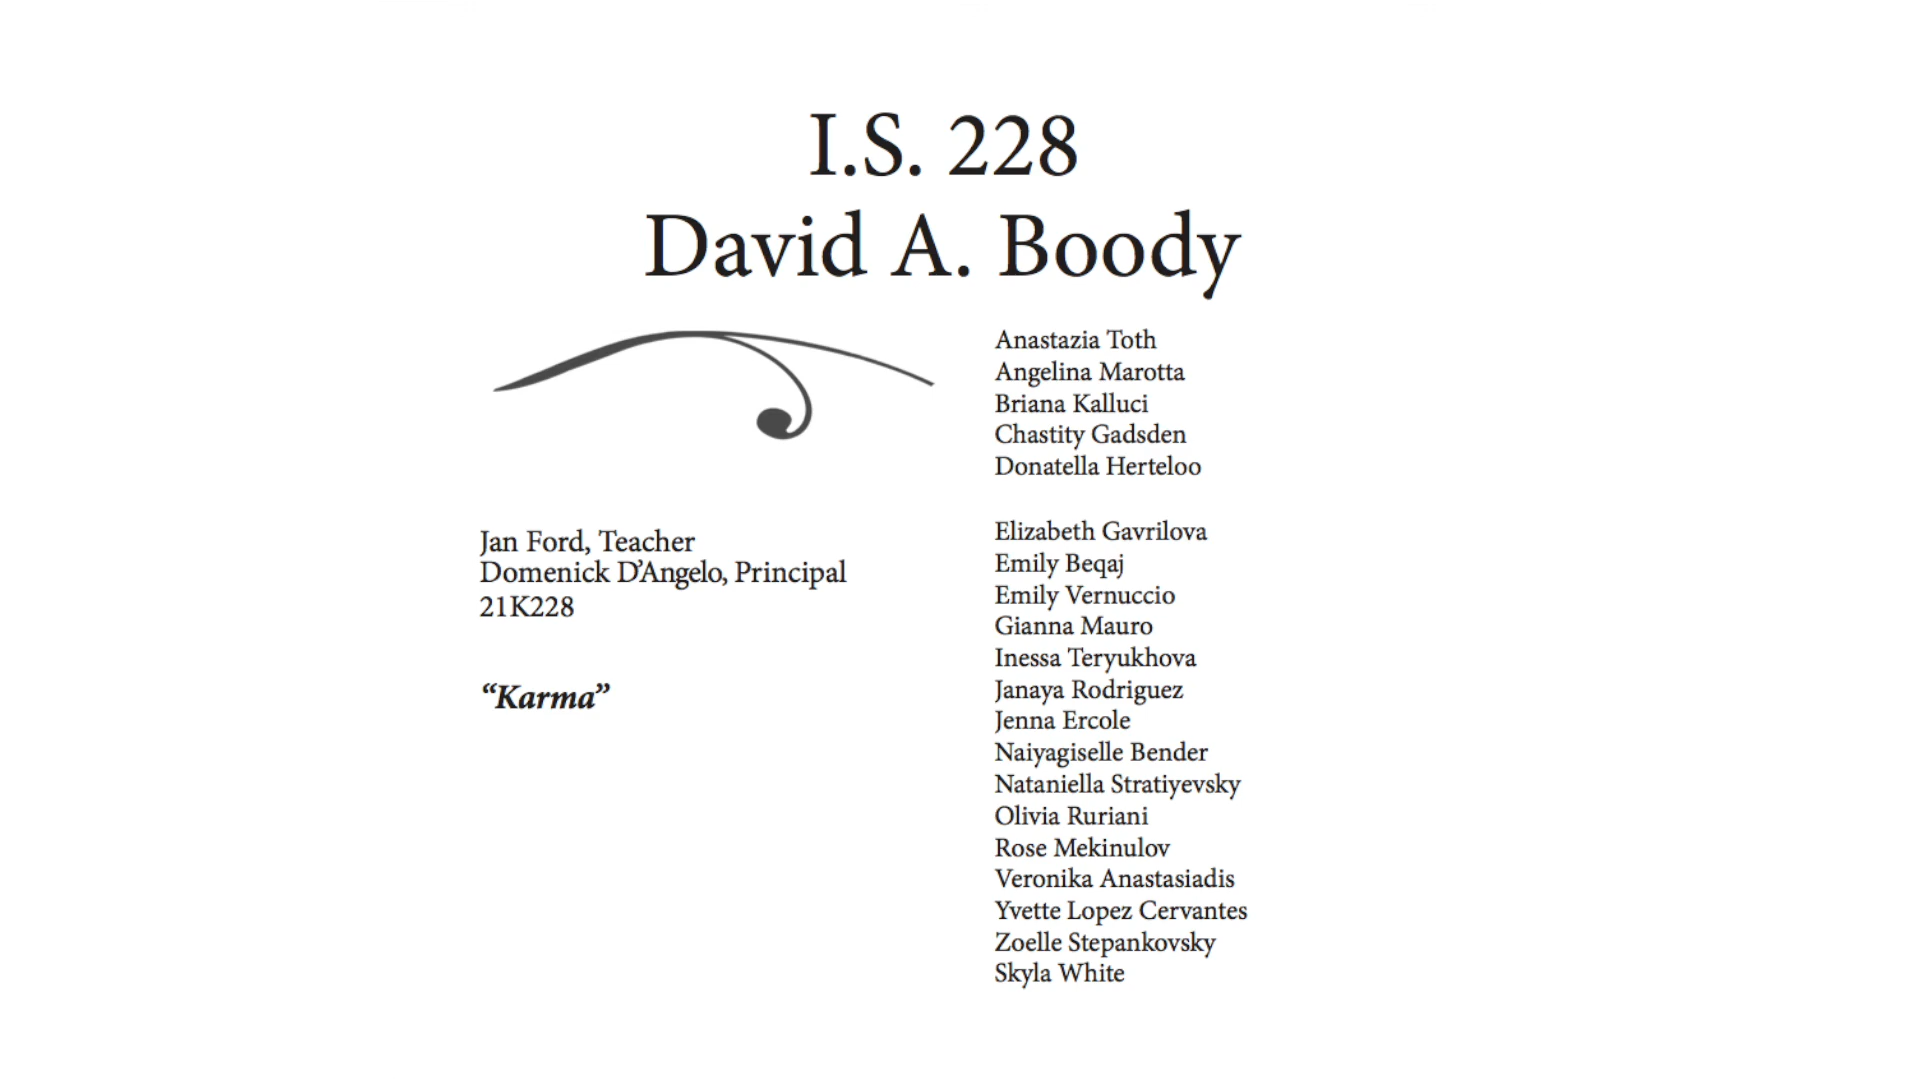 I.S. 228
David A. Boody
Jan Ford, Teacher
Domenick D’Angelo, Principal
21K228
“Karma”
Anastazia Toth
Angelina Marotta
Briana Kalluci
Chastity Gadsden
Donatella Herteloo
Elizabeth Gavrilova
Emily Beqaj
Emily Vernuccio
Gianna Mauro
Inessa Teryukhova
Janaya Rodriguez
Jenna Ercole
Naiyagiselle Bender
Nataniella Stratiyevsky
Olivia Ruriani
Rose Mekinulov
Veronika Anastasiadis
Yvette Lopez Cervantes
Zoelle Stepankovsky
Skyla White